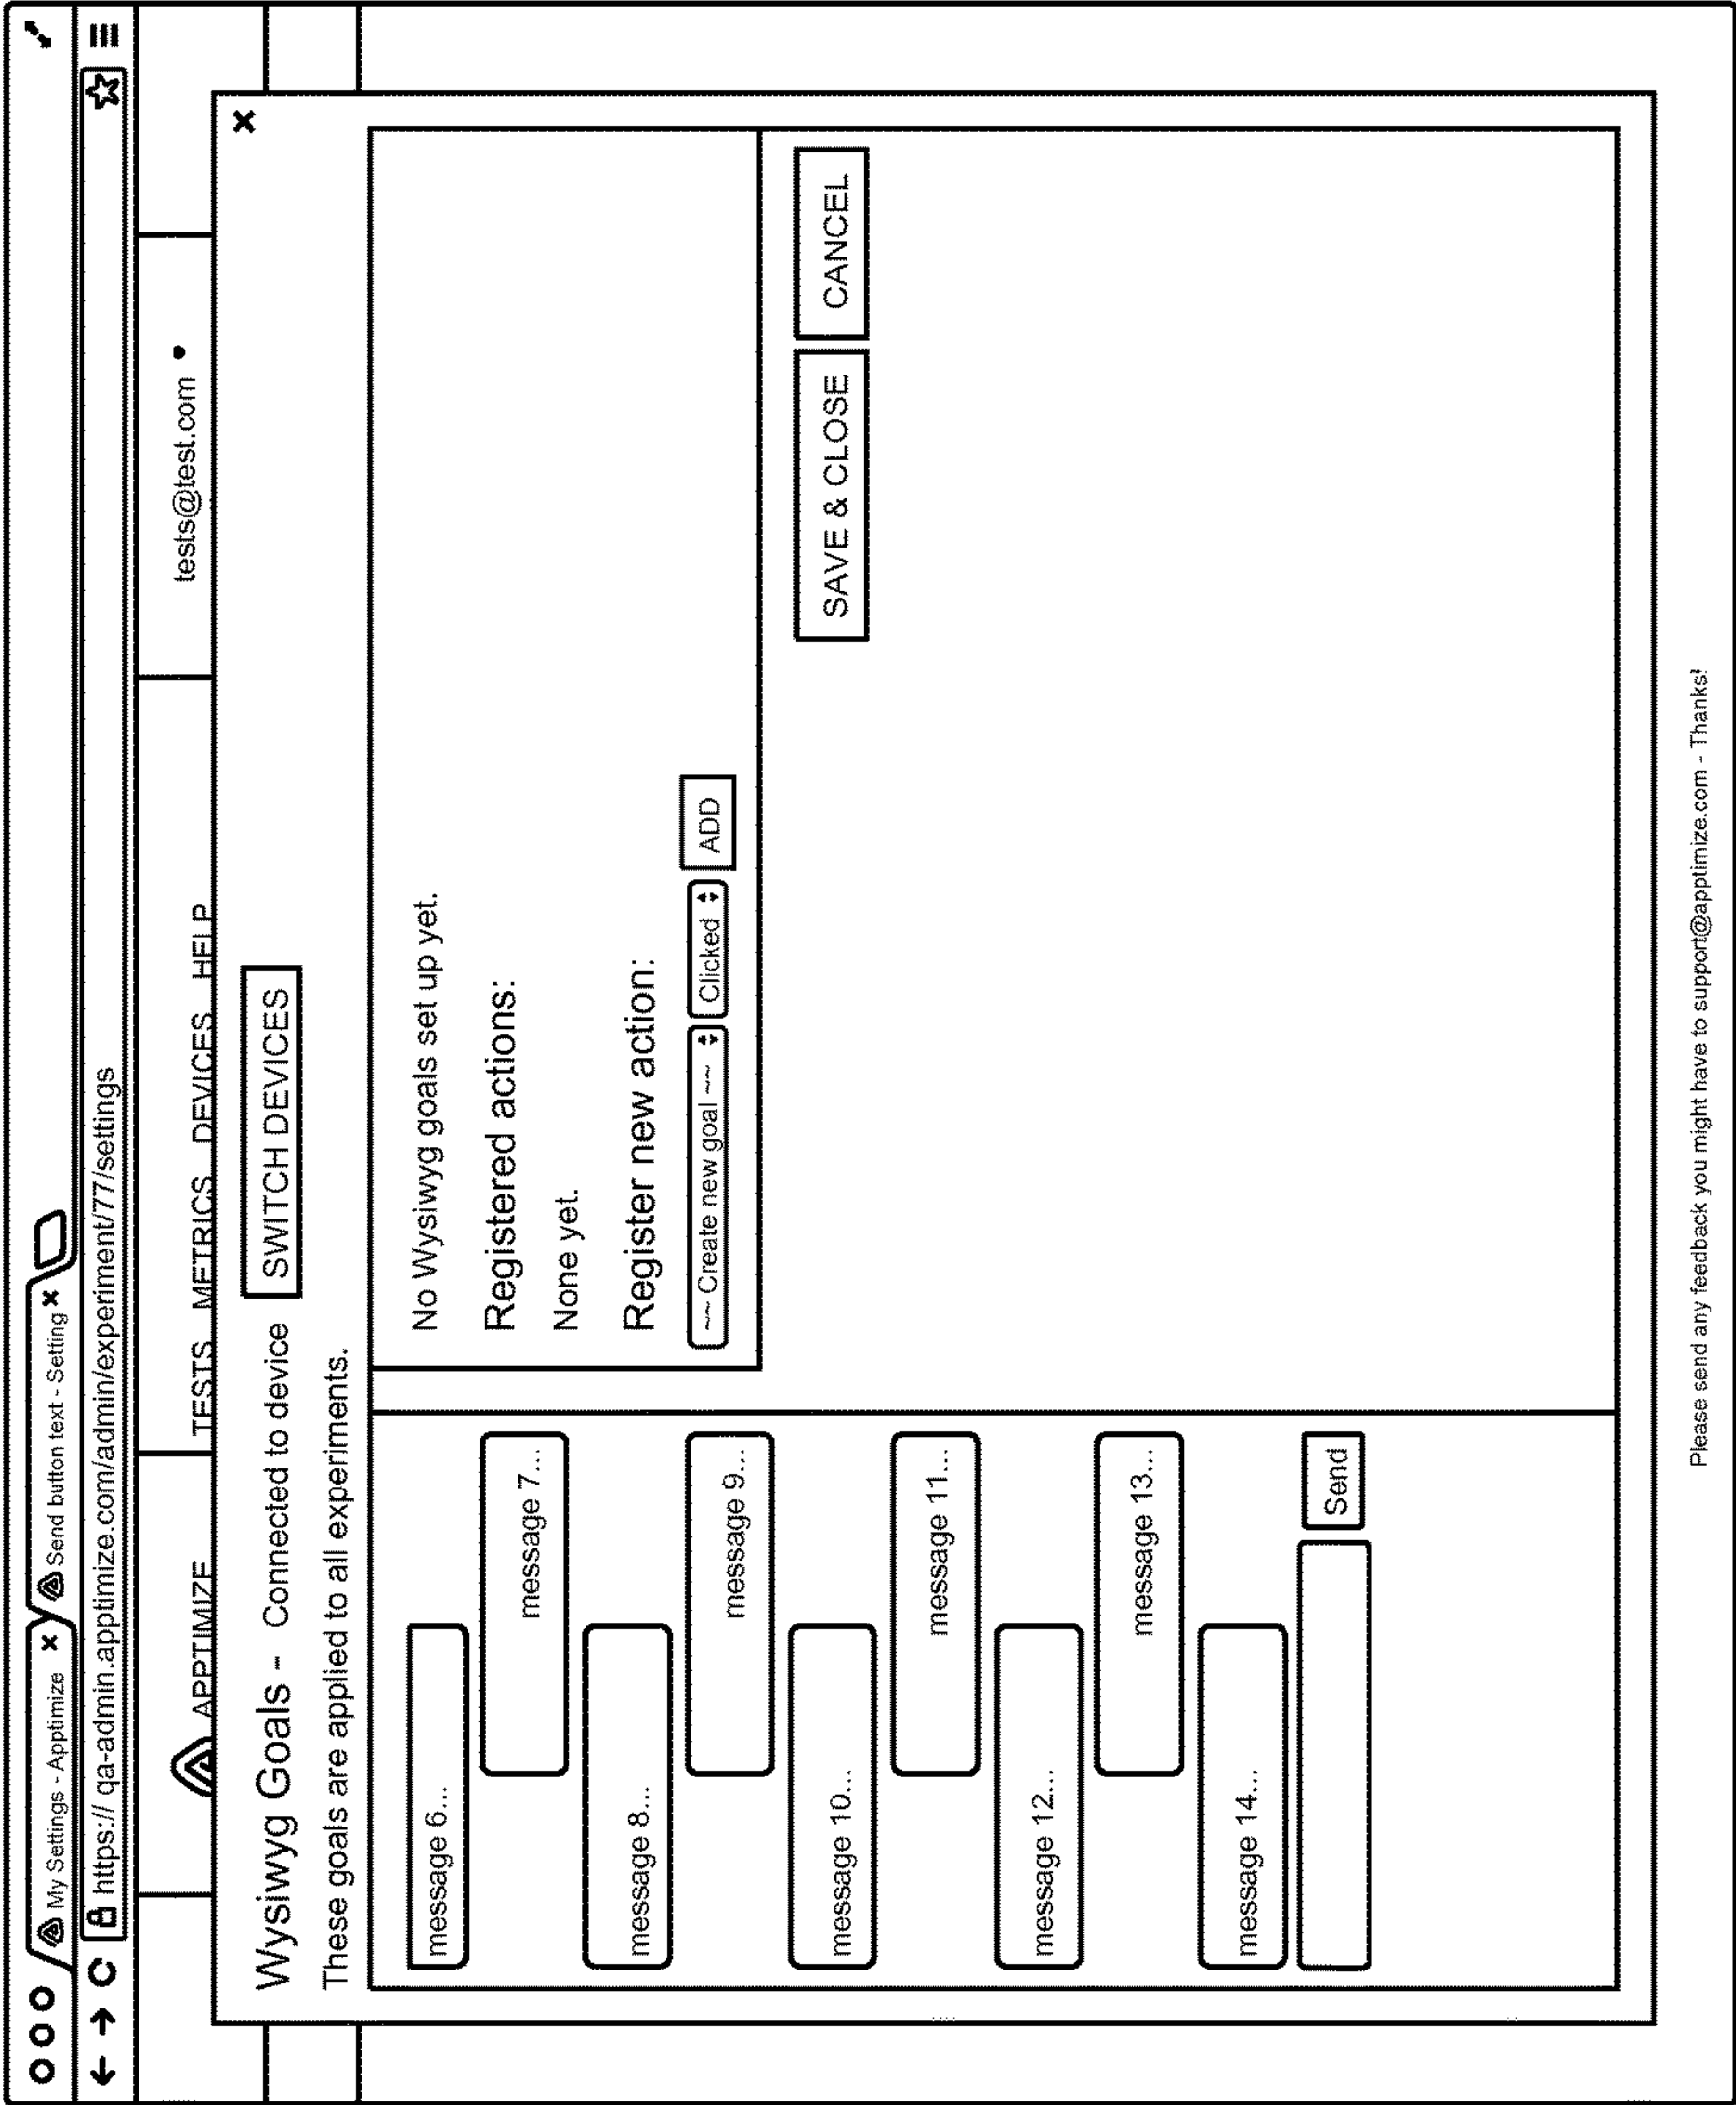 My Settings - Apptimize
Send button text - Setting
https:// qa-admin.apptimize.com/admin/experiment/77/settings
APPTIMIZE
TESTS METRICS DEVICES HELP
tests@test.com
Wysiwyg Goals - Connected to device SWITCH DEVICES
These goals are applied to all experiments.
message 6...
message 7...
message 8...
message 9...
message 10...
message 11...
message 12...
message 13...
message 14...
Send
No Wysiwyg goals set up yet.
Registered actions:
None yet.
Register new action:
~~ Create new goal ~~ Clicked ADD
SAVE & CLOSE CANCEL
Please send any feedback you might have to support@apptimize.com - Thanks!